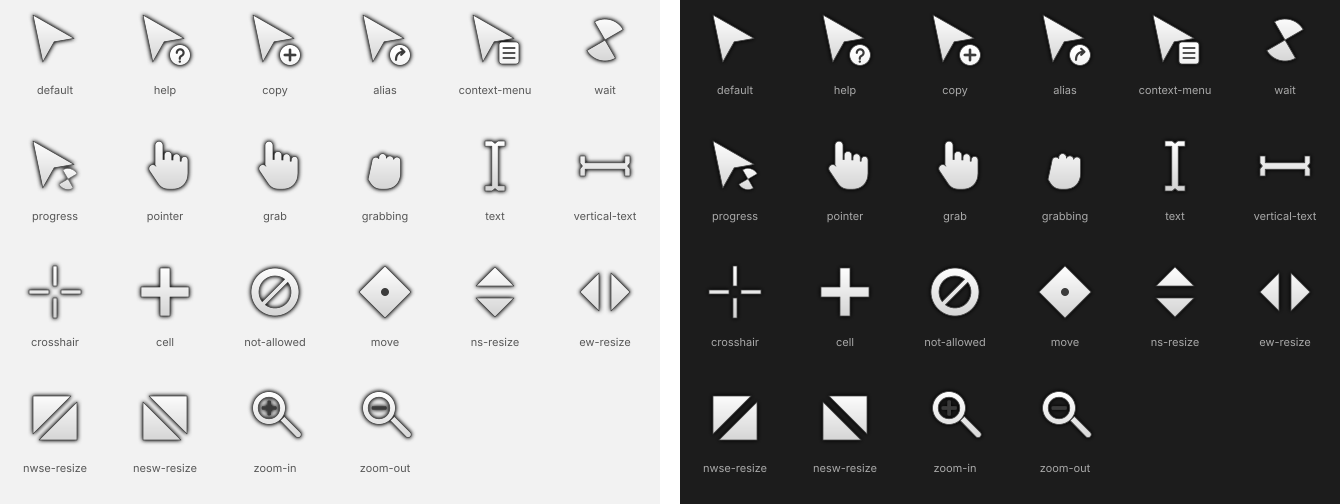 default help copy alias context-menu wait
progress pointer grab grabbing text vertical-text
crosshair cell not-allowed move ns-resize ew-resize
nwse-resize nesw-resize zoom-in zoom-out
default help copy alias context-menu wait
progress pointer grab grabbing text vertical-text
crosshair cell not-allowed move ns-resize ew-resize
nwse-resize nesw-resize zoom-in zoom-out